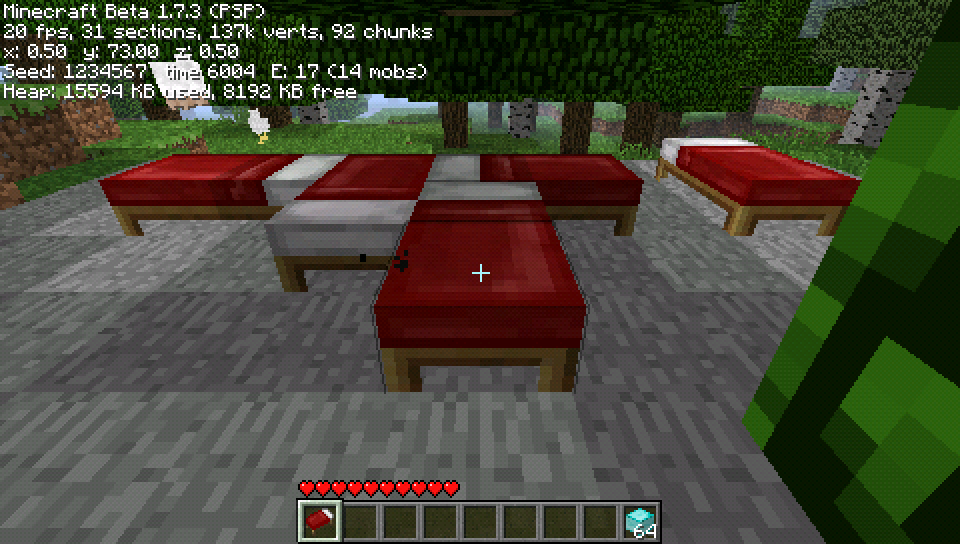 Minecraft Beta 1.7.3 (PSP)
20 fps, 31 sections, 137k verts, 92 chunks
x: 0.50 y: 73.00 z: 0.50
Seed: 1234567 Time 6004 E: 17 (14 mobs)
Heap: 15594 KB used, 8192 KB free
64